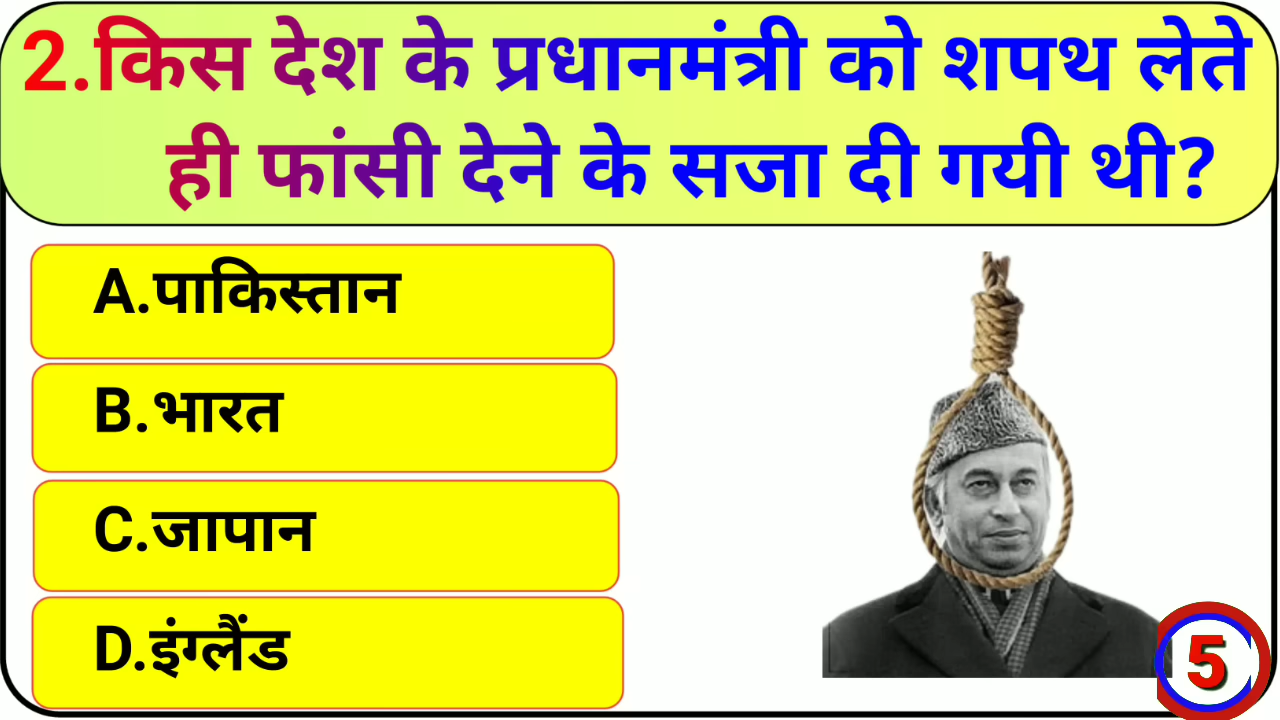 2.किस देश के प्रधानमंत्री को शपथ लेते
ही फांसी देने के सजा दी गयी थी?
A.पाकिस्तान
B.भारत
C.जापान
D.इंग्लैंड
5